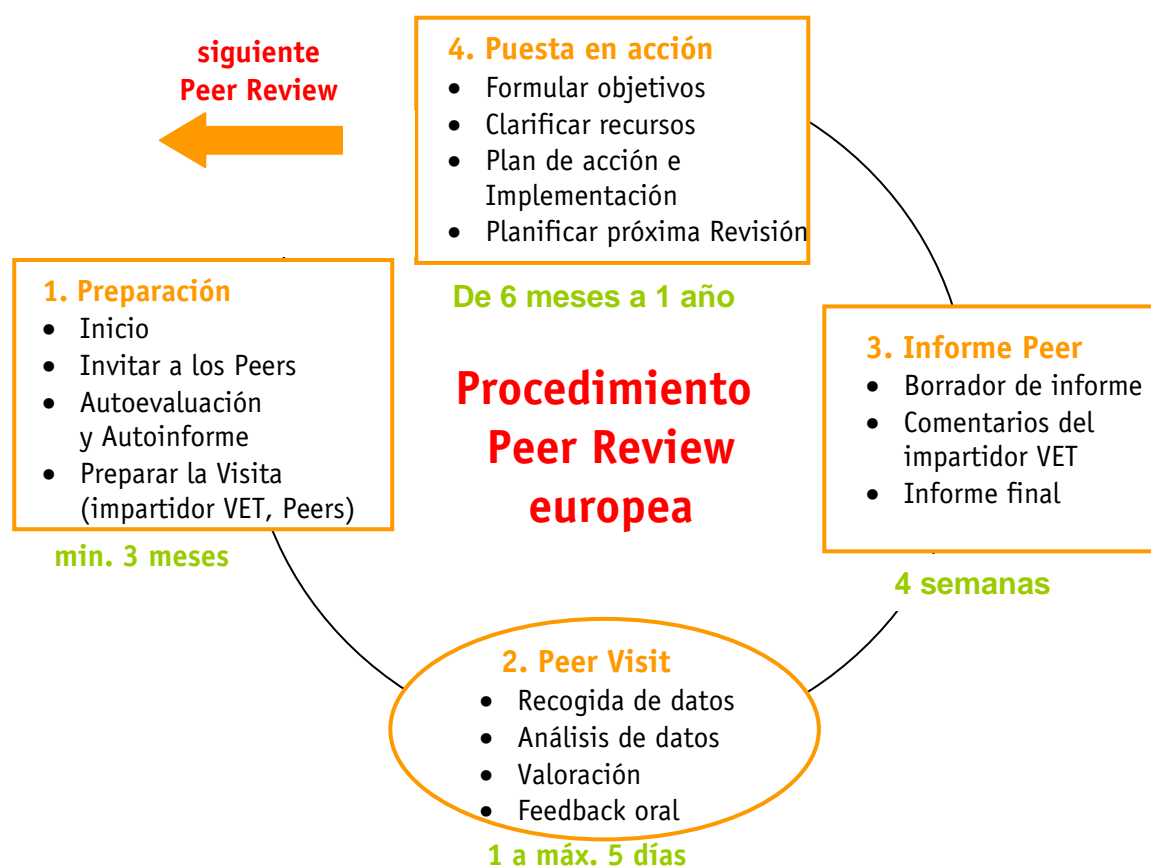 siguiente
Peer Review
4. Puesta en acción
• Formular objetivos
• Clarificar recursos
• Plan de acción e
Implementación
• Planificar próxima Revisión
De 6 meses a 1 año
1. Preparación
• Inicio
• Invitar a los Peers
• Autoevaluación
y Autoinforme
• Preparar la Visita
(impartidor VET, Peers)
min. 3 meses
Procedimiento
Peer Review
europea
3. Informe Peer
• Borrador de informe
• Comentarios del
impartidor VET
• Informe final
4 semanas
2. Peer Visit
• Recogida de datos
• Análisis de datos
• Valoración
• Feedback oral
1 a máx. 5 días